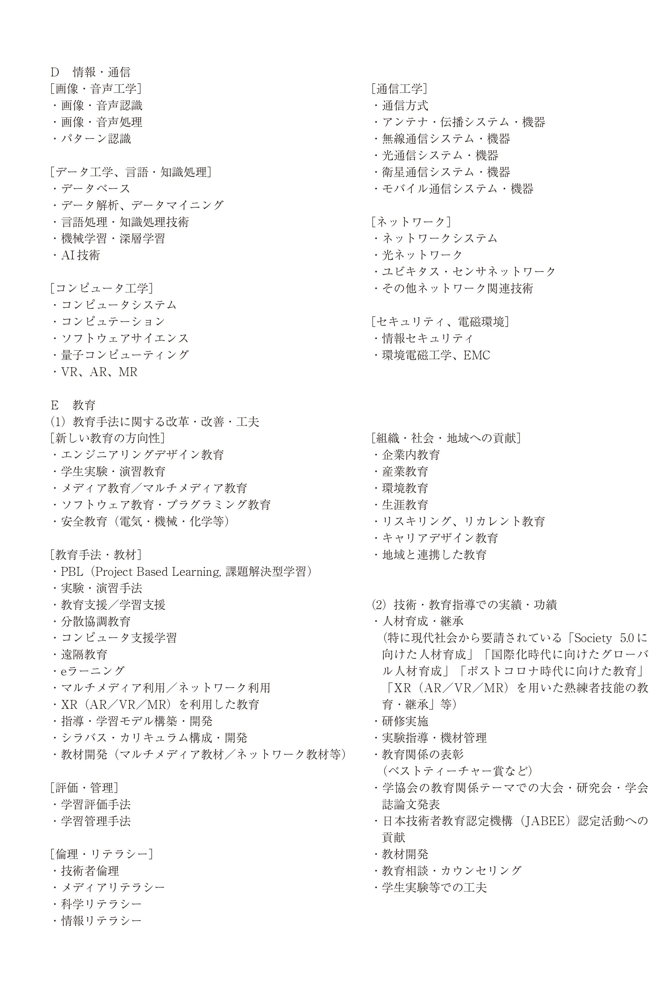 D　情報・通信
［画像・音声工学］
・画像・音声認識
・画像・音声処理
・パターン認識
［データ工学、言語・知識処理］
・データベース
・データ解析、データマイニング
・言語処理・知識処理技術
・機械学習・深層学習
・AI 技術
［コンピュータ工学］
・コンピュータシステム
・コンピュテーション
・ソフトウェアサイエンス
・量子コンピューティング
・VR、AR、MR
［通信工学］
・通信方式
・アンテナ・伝播システム・機器
・無線通信システム・機器
・光通信システム・機器
・衛星通信システム・機器
・モバイル通信システム・機器
［ネットワーク］
・ネットワークシステム
・光ネットワーク
・ユビキタス・センサネットワーク
・その他ネットワーク関連技術
［セキュリティ、電磁環境］
・情報セキュリティ
・環境電磁工学、EMC
E　教育
（1）教育手法に関する改革・改善・工夫
［新しい教育の方向性］
・エンジニアリングデザイン教育
・学生実験・演習教育
・メディア教育／マルチメディア教育
・ソフトウェア教育・プラグラミング教育
・安全教育（電気・機械・化学等）
［教育手法・教材］
・PBL（Project Based Learning, 課題解決型学習）
・実験・演習手法
・教育支援／学習支援
・分散協調教育
・コンピュータ支援学習
・遠隔教育
・eラーニング
・マルチメディア利用／ネットワーク利用
・XR（AR／VR／MR）を利用した教育
・指導・学習モデル構築・開発
・シラバス・カリキュラム構成・開発
・教材開発（マルチメディア教材／ネットワーク教材等）
［評価・管理］
・学習評価手法
・学習管理手法
［倫理・リテラシー］
・技術者倫理
・メディアリテラシー
・科学リテラシー
・情報リテラシー
［組織・社会・地域への貢献］
・企業内教育
・産業教育
・環境教育
・生涯教育
・リスキリング、リカレント教育
・キャリアデザイン教育
・地域と連携した教育
（2）技術・教育指導での実績・功績
・人材育成・継承
（特に現代社会から要請されている「Society 5.0 に
向けた人材育成」「国際化時代に向けたグローバ
ル人材育成」「ポストコロナ時代に向けた教育」
「XR（AR／VR／MR）を用いた熟練者技能の教
育・継承」等）
・研修実施
・実験指導・機材管理
・教育関係の表彰
（ベストティーチャー賞など）
・学協会の教育関係テーマでの大会・研究会・学会
誌論文発表
・日本技術者教育認定機構（JABEE）認定活動への
貢献
・教材開発
・教育相談・カウンセリング
・学生実験等での工夫